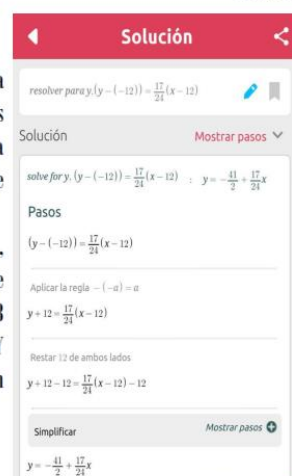 Solución
resolver para y, (y − (−12)) = 17/24 (x − 12)
Solución
Mostrar pasos
solve for y, (y − (−12)) = 17/24 (x − 12) : y = − 41/2 + 17/24 x
Pasos
(y − (−12)) = 17/24 (x − 12)
Aplicar la regla − (−a) = a
y + 12 = 17/24 (x − 12)
Restar 12 de ambos lados
y + 12 − 12 = 17/24 (x − 12) − 12
Simplificar
Mostrar pasos
y = − 41/2 + 17/24 x